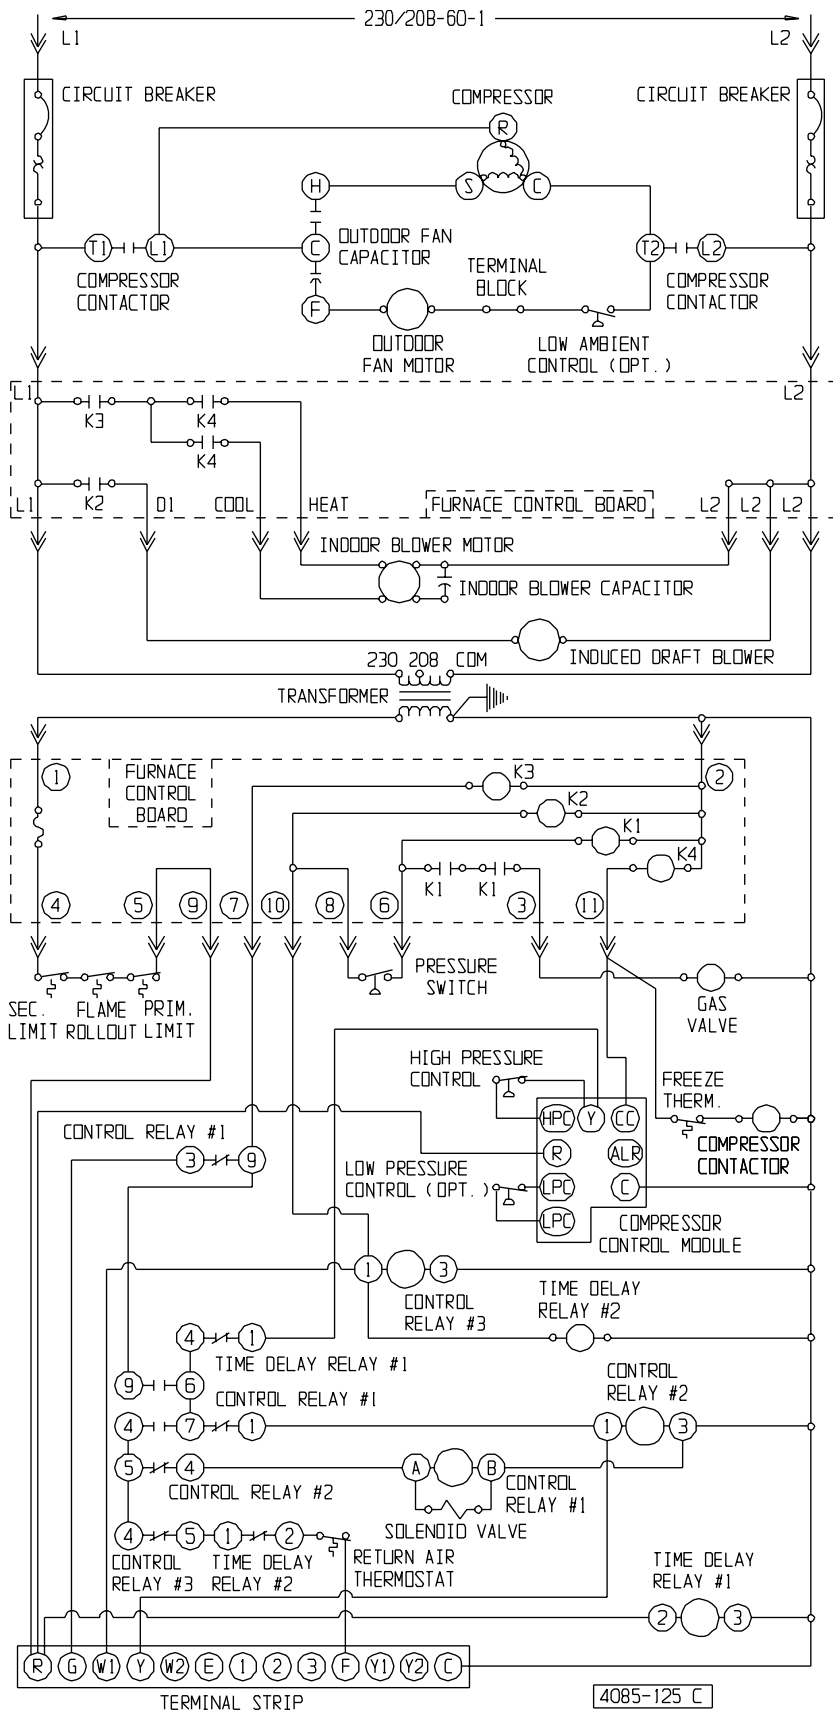 230/208-60-1
L1
L2
CIRCUIT BREAKER
COMPRESSOR
CIRCUIT BREAKER
R
H
S
C
T1
L1
C
OUTDOOR FAN
CAPACITOR
T2
L2
COMPRESSOR
CONTACTOR
TERMINAL
BLOCK
COMPRESSOR
CONTACTOR
F
OUTDOOR
FAN MOTOR
LOW AMBIENT
CONTROL (OPT.)
L1
L2
K3
K4
K4
L1
K2
D1
COOL
HEAT
FURNACE CONTROL BOARD
L2
L2
L2
INDOOR BLOWER MOTOR
INDOOR BLOWER CAPACITOR
INDUCED DRAFT BLOWER
230 208 COM
TRANSFORMER
1
FURNACE
CONTROL
BOARD
K3
2
K2
K1
K4
K1
K1
4
5
9
7
10
8
6
3
11
PRESSURE
SWITCH
SEC.
LIMIT
FLAME
ROLLOUT
PRIM.
LIMIT
GAS
VALVE
HIGH PRESSURE
CONTROL
FREEZE
THERM.
HPC
Y
CC
CONTROL RELAY #1
3
9
R
ALR
COMPRESSOR
CONTACTOR
LOW PRESSURE
CONTROL (OPT.)
LPC
C
LPC
COMPRESSOR
CONTROL MODULE
1
3
CONTROL
RELAY #3
TIME DELAY
RELAY #2
4
1
TIME DELAY RELAY #1
9
6
CONTROL RELAY #1
CONTROL
RELAY #2
4
7
1
1
3
5
4
A
B
CONTROL RELAY #2
CONTROL
RELAY #1
SOLENOID VALVE
4
5
1
2
CONTROL
RELAY #3
TIME DELAY
RELAY #2
RETURN AIR
THERMOSTAT
TIME DELAY
RELAY #1
2
3
R G W1 Y W2 E 1 2 3 F Y1 Y2 C
TERMINAL STRIP
4085-125 C